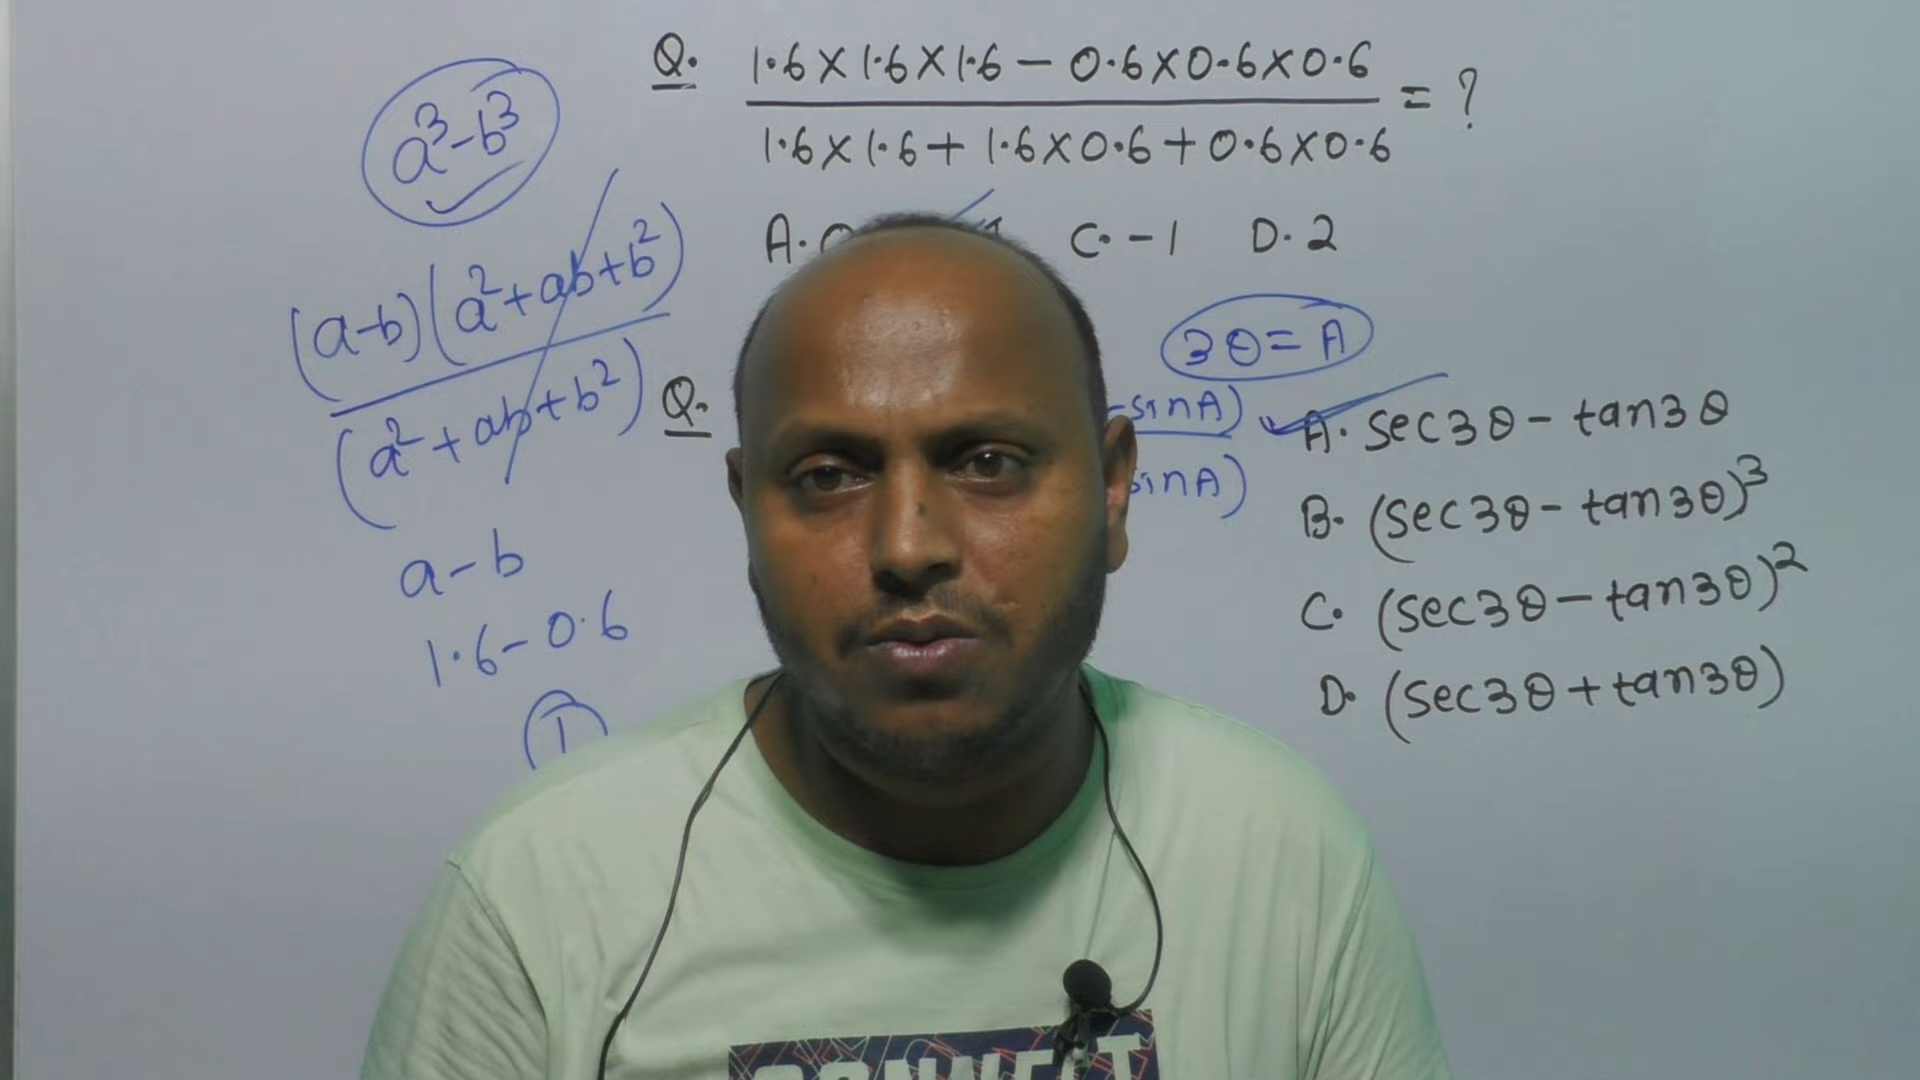 Q. 1.6×1.6×1.6 − 0.6×0.6×0.6
1.6×1.6 + 1.6×0.6 + 0.6×0.6
= ?
A. C. −1 D. 2
a³−b³
(a−b)(a²+ab+b²)
(a²+ab+b²)
a−b
1.6−0.6
1
Q.
3θ = A
sinA)
sinA)
A. sec3θ − tan3θ
B. (sec3θ − tan3θ)³
C. (sec3θ − tan3θ)²
D. (sec3θ + tan3θ)